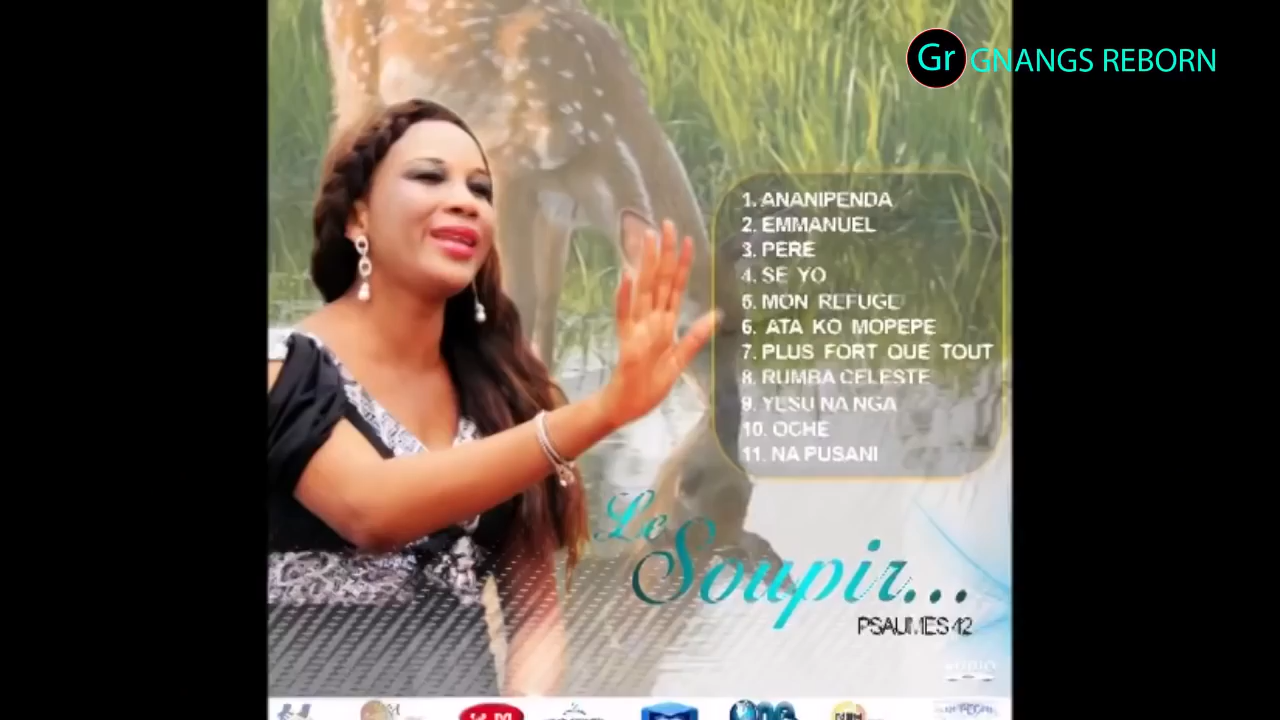 Gr GNANGS REBORN
1. ANANIPENDA
2. EMMANUEL
3. PERE
4. SE YO
5. MON REFUGE
6. ATA KO MOPEPE
7. PLUS FORT QUE TOUT
8. RUMBA CELESTE
9. YESU NA NGA
10. OCHE
11. NA PUSANI
Le
Soupir...
PSAUMES 42